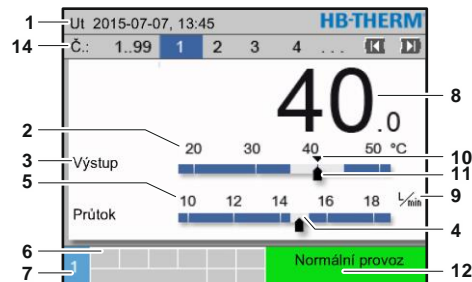 1 Ut 2015-07-07, 13:45 HB-THERM
14 Č.: 1..99 1 2 3 4 ...
40.0 8
2 20 30 40 50 °C 10
3 Výstup 11
5 10 12 14 16 18 L/min 9
Průtok 4
6 Normální provoz
7 1 12